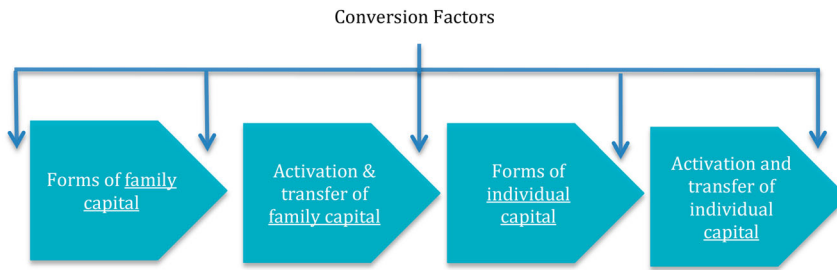 Conversion Factors
Forms of family
capital
Activation &
transfer of
family capital
Forms of
individual
capital
Activation and
transfer of
individual
capital